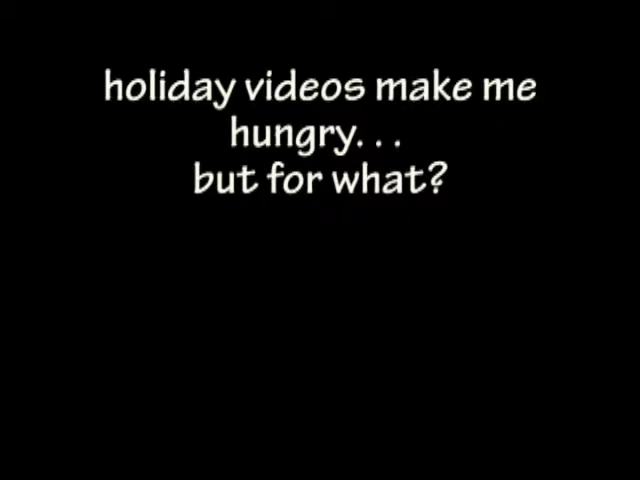 holiday videos make me
hungry. . .
but for what?